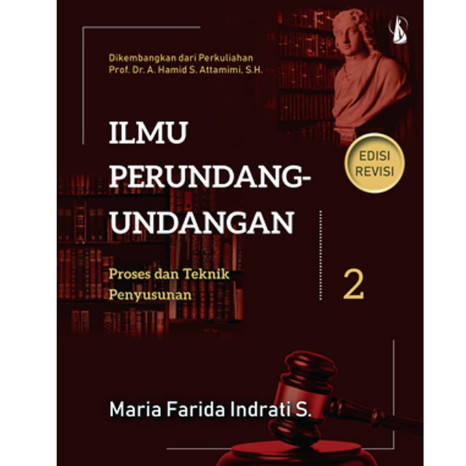 Dikembangkan dari Perkuliahan
Prof. Dr. A. Hamid S. Attamimi, S.H.
ILMU
PERUNDANG-
UNDANGAN
EDISI
REVISI
Proses dan Teknik
Penyusunan
2
Maria Farida Indrati S.